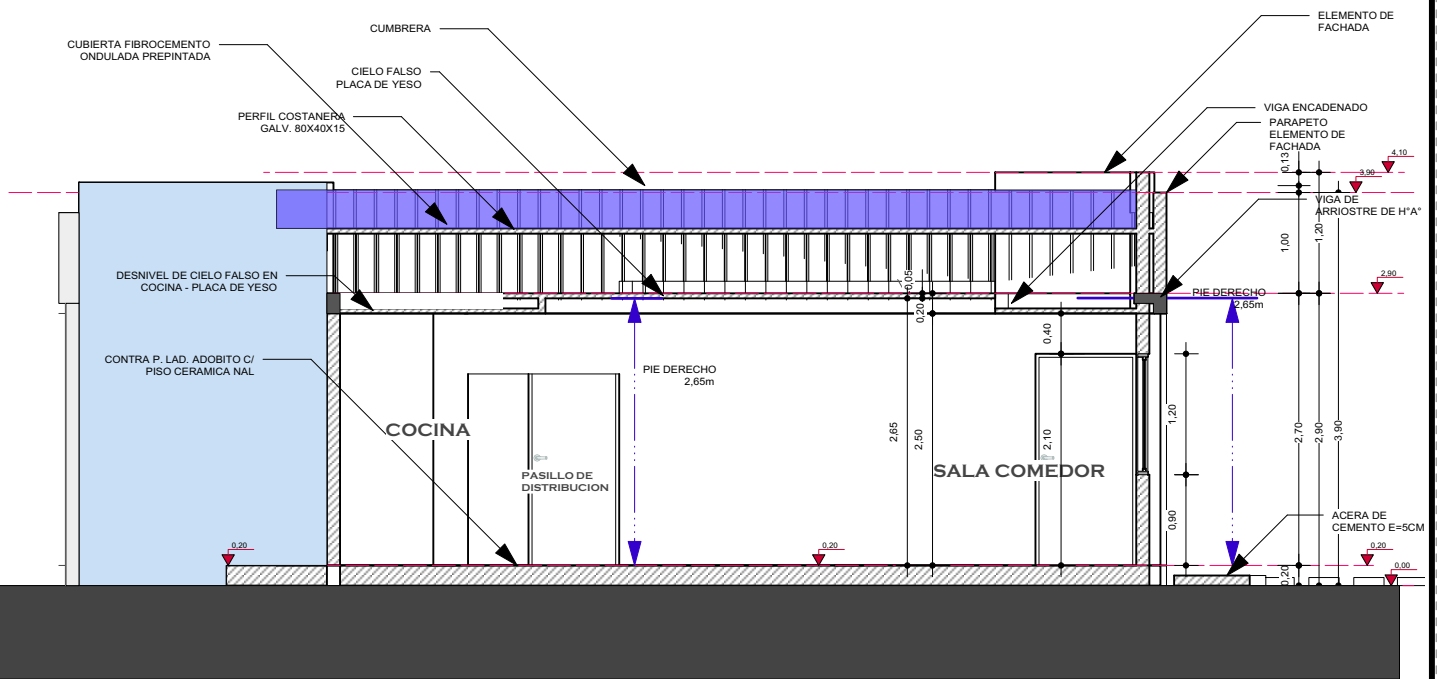 ELEMENTO DE
FACHADA
CUMBRERA
CUBIERTA FIBROCEMENTO
ONDULADA PREPINTADA
CIELO FALSO
PLACA DE YESO
PERFIL COSTANERA
GALV. 80X40X15
VIGA ENCADENADO
PARAPETO
ELEMENTO DE
FACHADA
0,13
4,10
3,90
VIGA DE
ARRIOSTRE DE H°A°
1,00
1,20
DESNIVEL DE CIELO FALSO EN
COCINA - PLACA DE YESO
0,05
0,20
2,90
PIE DERECHO
2,65m
0,40
CONTRA P. LAD. ADOBITO C/
PISO CERAMICA NAL
PIE DERECHO
2,65m
1,20
COCINA
2,65
2,50
2,10
2,70
2,90
3,90
SALA COMEDOR
PASILLO DE
DISTRIBUCION
0,90
ACERA DE
CEMENTO E=5CM
0,20
0,20
0,20
0,20
0,00